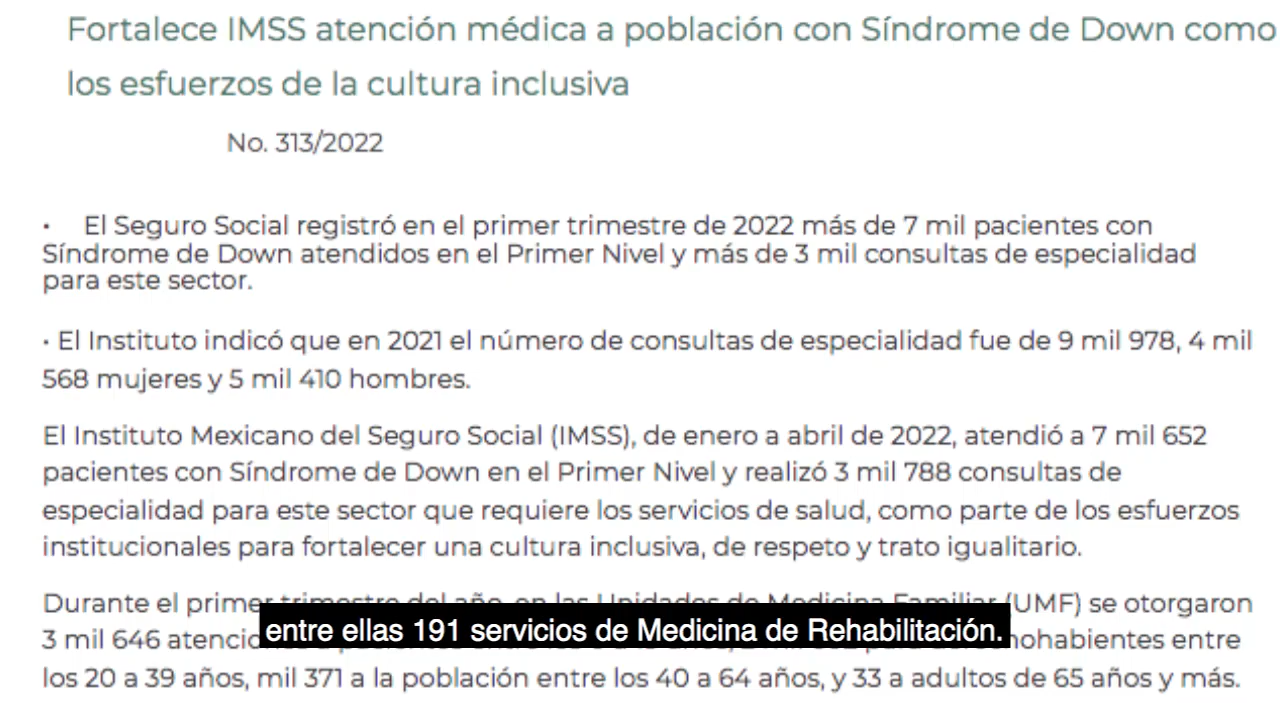 Fortalece IMSS atención médica a población con Síndrome de Down como
los esfuerzos de la cultura inclusiva
No. 313/2022
• El Seguro Social registró en el primer trimestre de 2022 más de 7 mil pacientes con
Síndrome de Down atendidos en el Primer Nivel y más de 3 mil consultas de especialidad
para este sector.
• El Instituto indicó que en 2021 el número de consultas de especialidad fue de 9 mil 978, 4 mil
568 mujeres y 5 mil 410 hombres.
El Instituto Mexicano del Seguro Social (IMSS), de enero a abril de 2022, atendió a 7 mil 652
pacientes con Síndrome de Down en el Primer Nivel y realizó 3 mil 788 consultas de
especialidad para este sector que requiere los servicios de salud, como parte de los esfuerzos
institucionales para fortalecer una cultura inclusiva, de respeto y trato igualitario.
Durante el primer trimestre del año, en las Unidades de Medicina Familiar (UMF) se otorgaron
3 mil 646 entre
entre ellas 191 servicios de Medicina de Rehabilitación.
los 20 a 39 años, mil 371 a la población entre los 40 a 64 años, y 33 a adultos de 65 años y más.